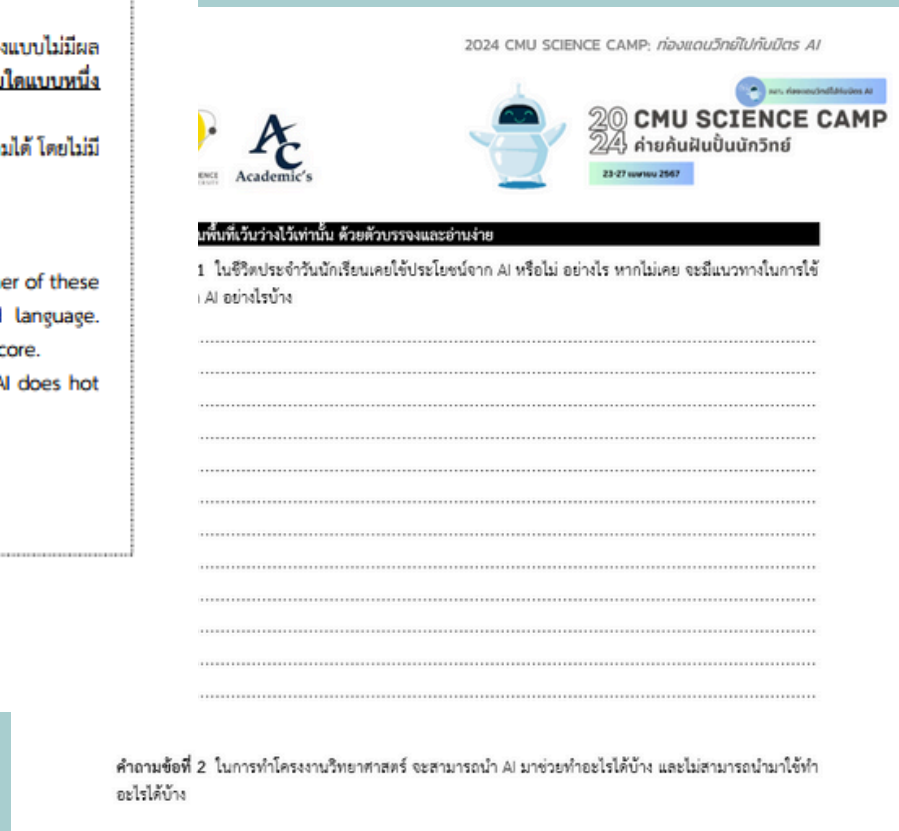 งแบบไม่มีผล
มใดแบบหนึ่ง
มได้ โดยไม่มี
ner of these
language.
core.
AI does hot
2024 CMU SCIENCE CAMP: ท่องแดนวิทย์ไปกับมิตร AI
AC
Academic's
2024 CMU SCIENCE CAMP
ค่ายค้นฝันปั้นนักวิทย์
23-27 เมษายน 2567
นพื้นที่เว้นว่างไว้เท่านั้น ด้วยตัวบรรจงและอ่านง่าย
1 ในชีวิตประจำวันนักเรียนเคยใช้ประโยชน์จาก AI หรือไม่ อย่างไร หากไม่เคย จะมีแนวทางในการใช้
AI อย่างไรบ้าง
คำถามข้อที่ 2 ในการทำโครงงานวิทยาศาสตร์ จะสามารถนำ AI มาช่วยทำอะไรได้บ้าง และไม่สามารถนำมาใช้ทำ
อะไรได้บ้าง